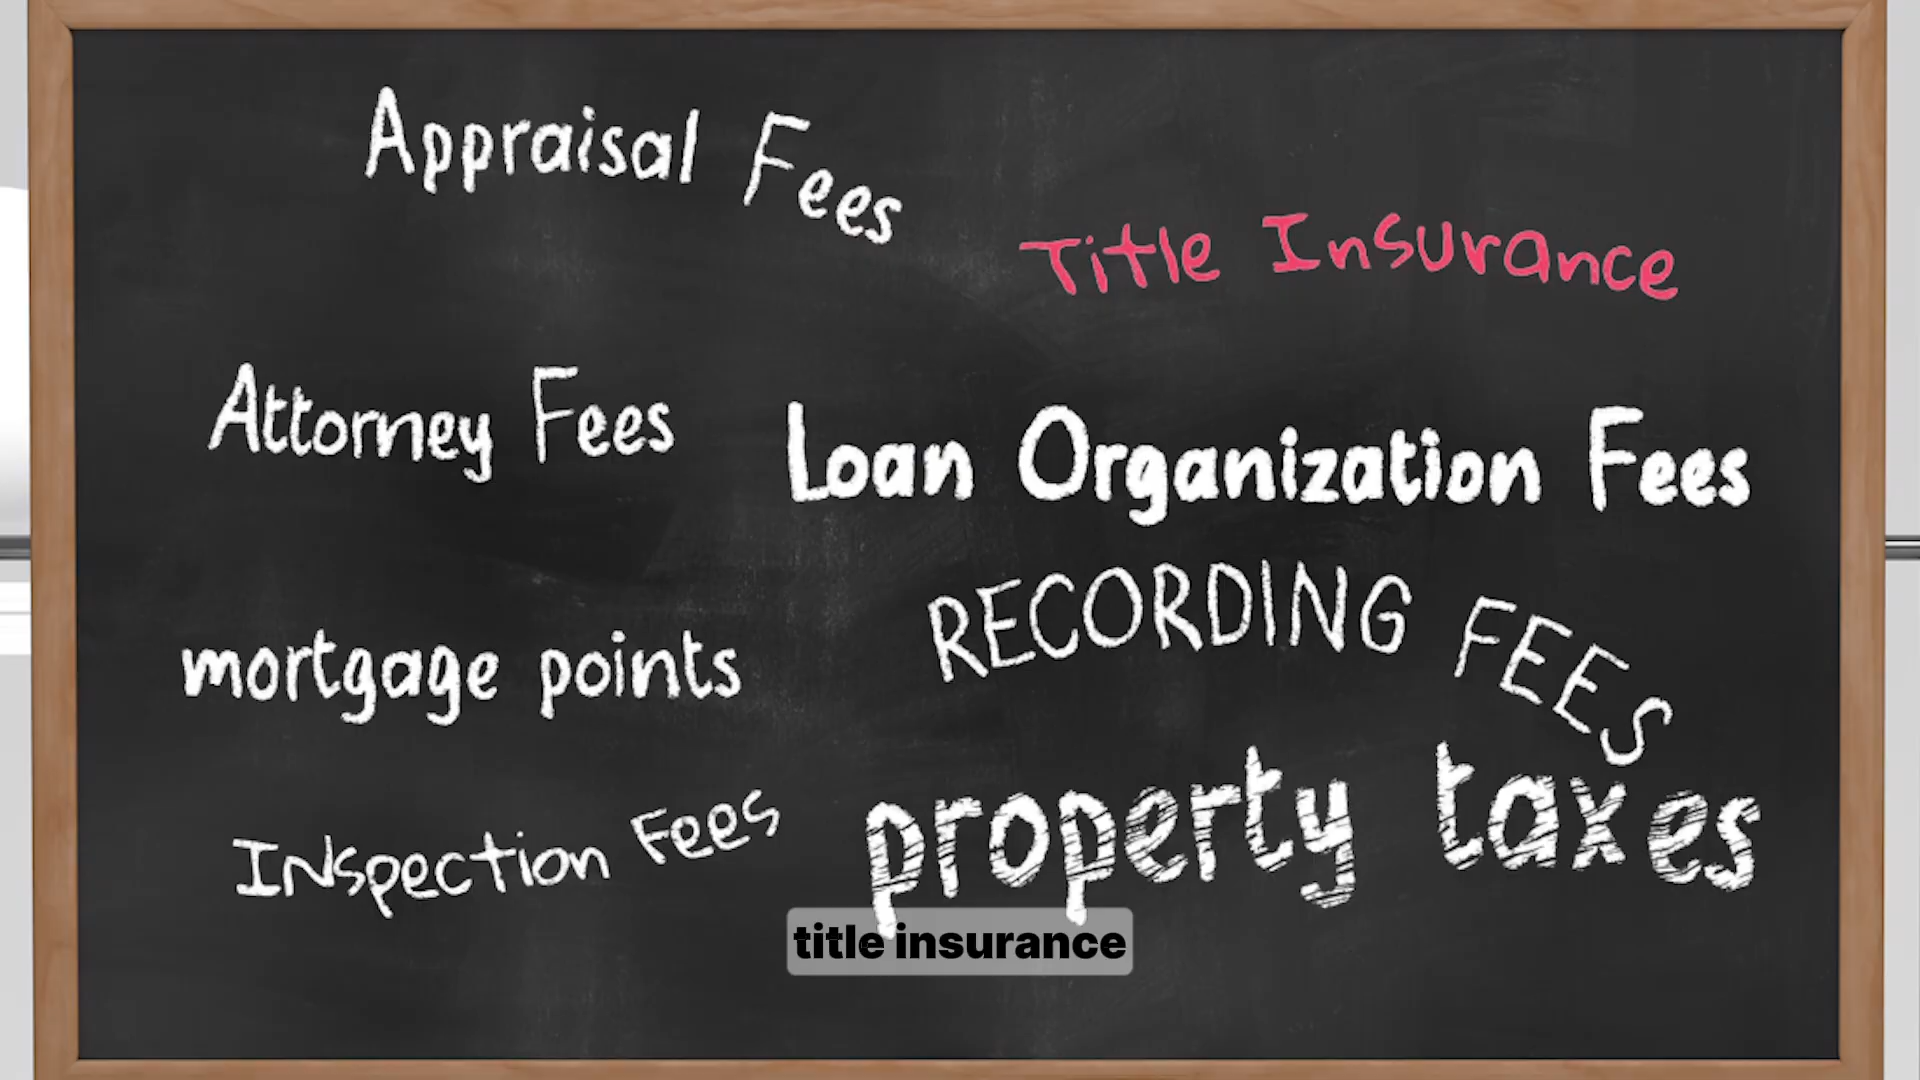 Appraisal Fees
Title Insurance
Attorney Fees
Loan Organization Fees
mortgage points
RECORDING FEES
Inspection Fees
property taxes
title insurance